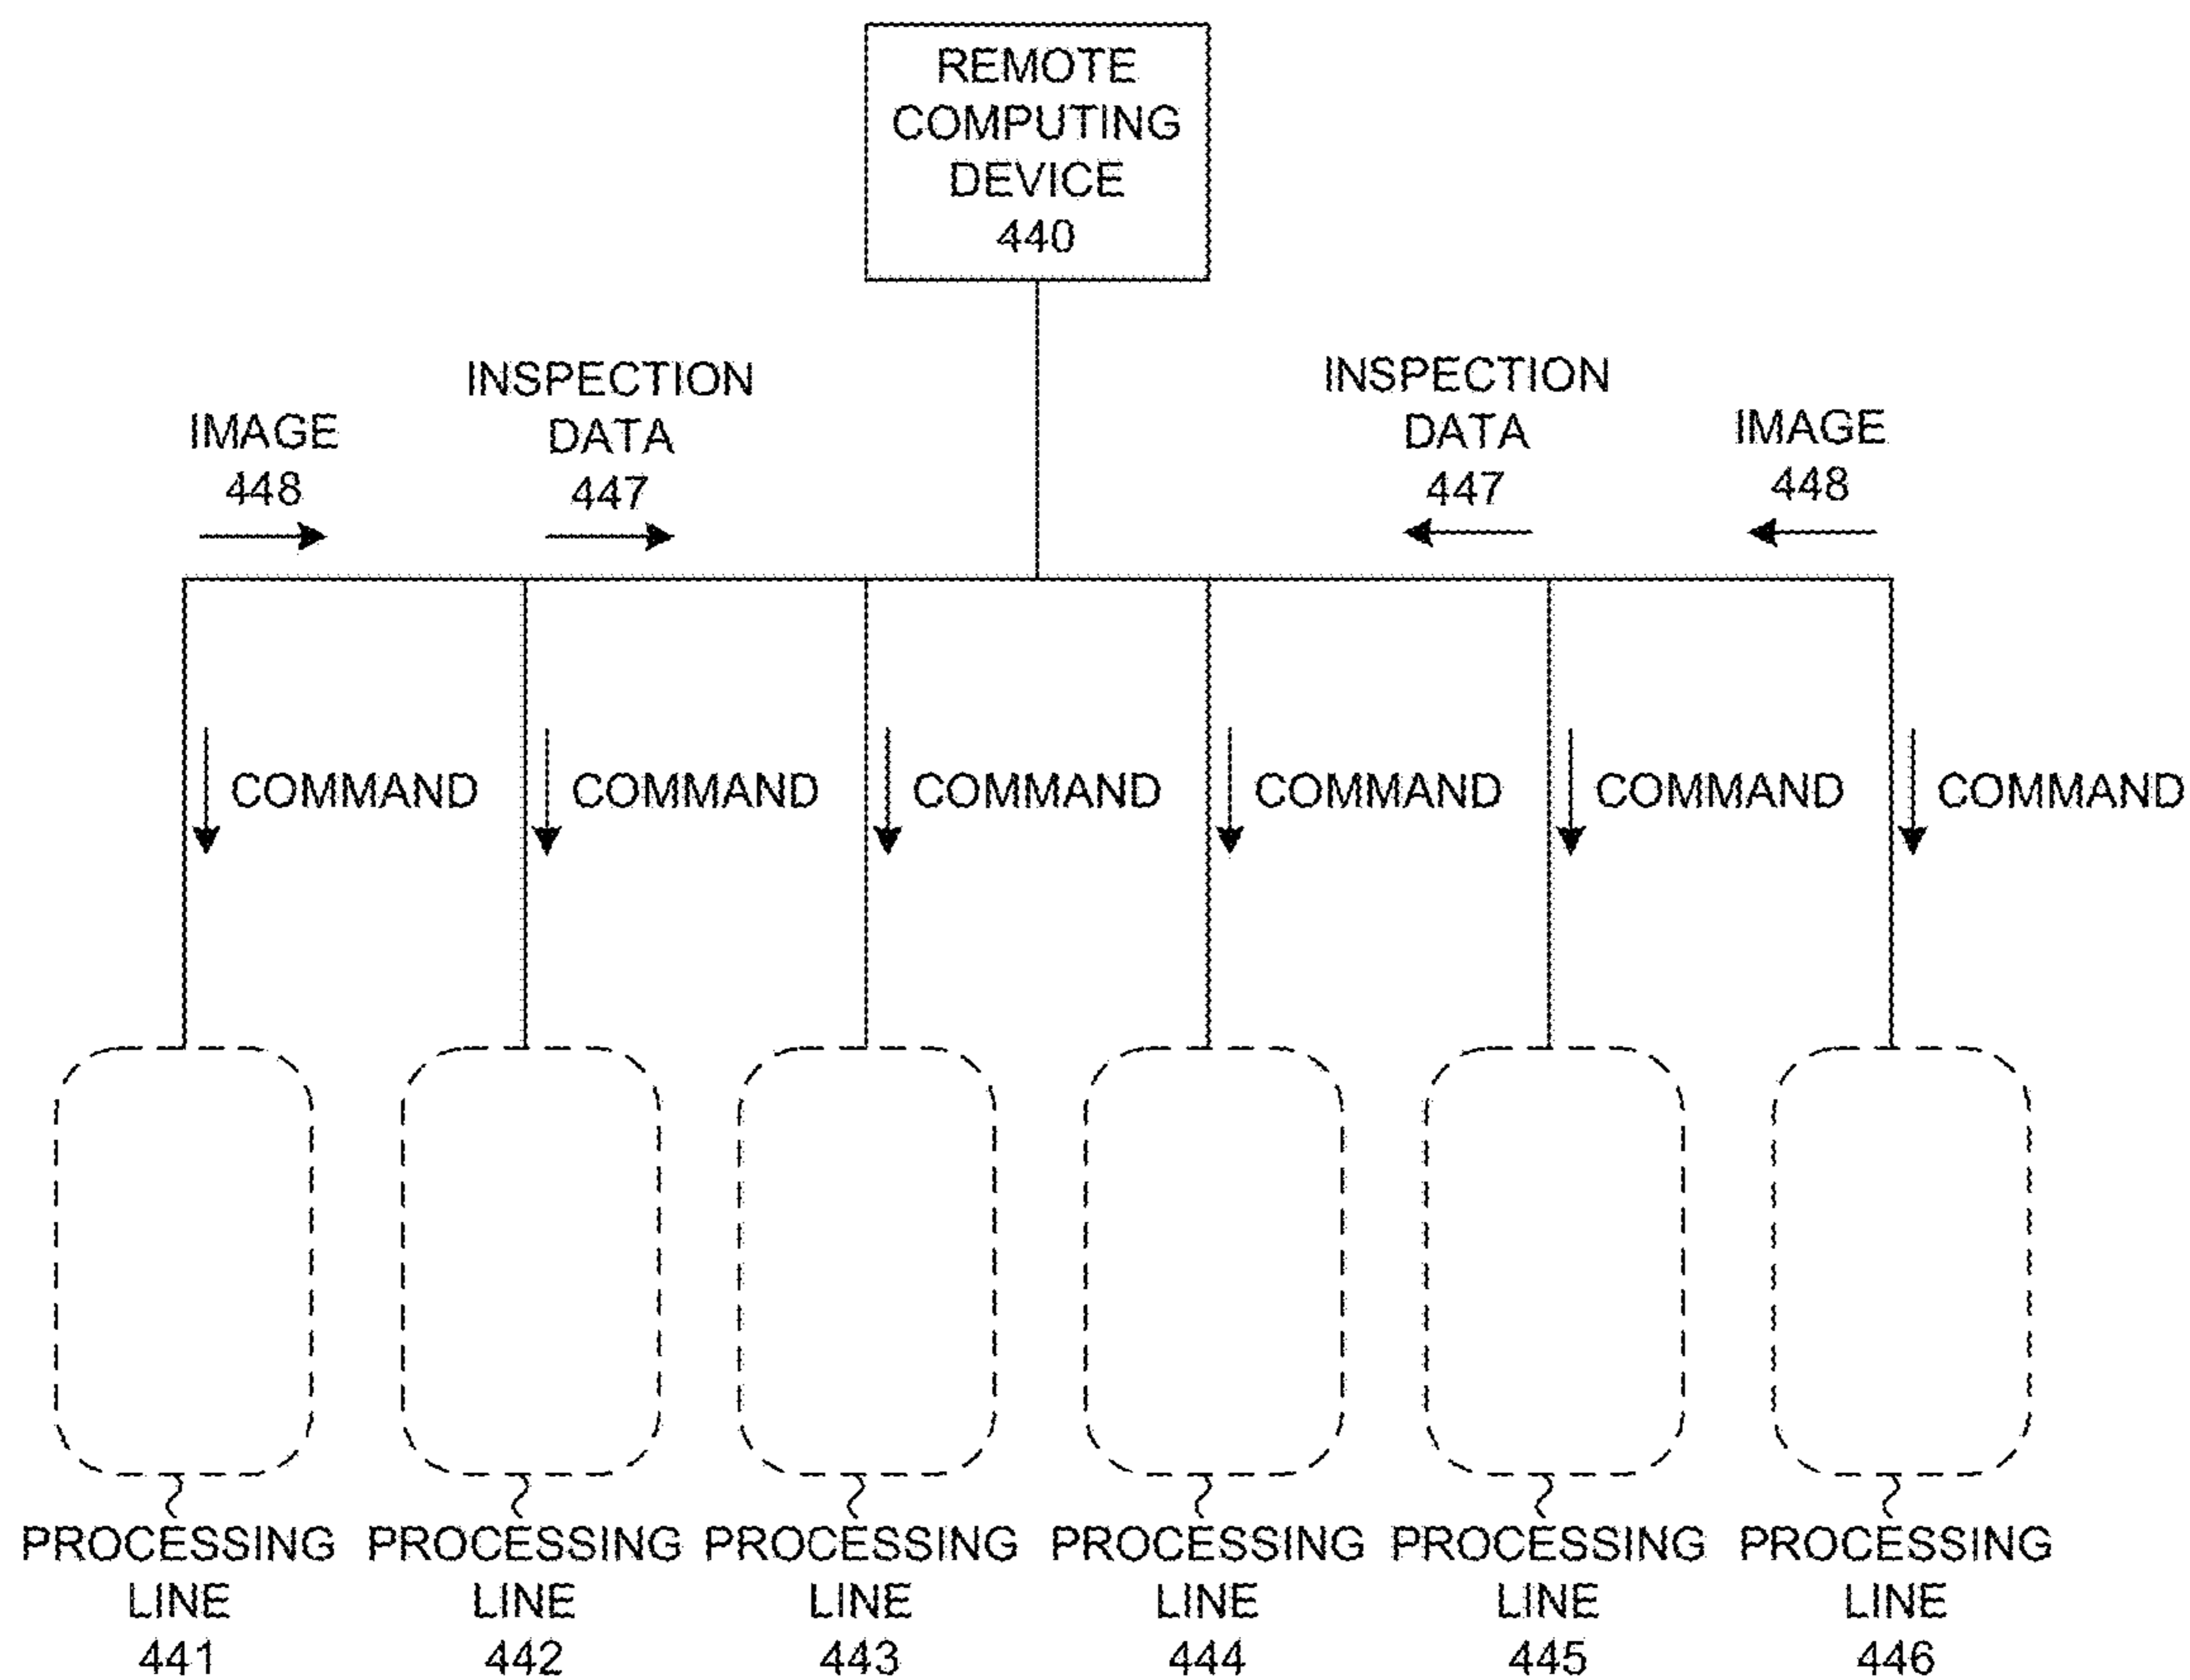 REMOTE
COMPUTING
DEVICE
440
IMAGE
448
INSPECTION
DATA
447
INSPECTION
DATA
447
IMAGE
448
COMMAND
COMMAND
COMMAND
COMMAND
COMMAND
COMMAND
PROCESSING
LINE
441
PROCESSING
LINE
442
PROCESSING
LINE
443
PROCESSING
LINE
444
PROCESSING
LINE
445
PROCESSING
LINE
446